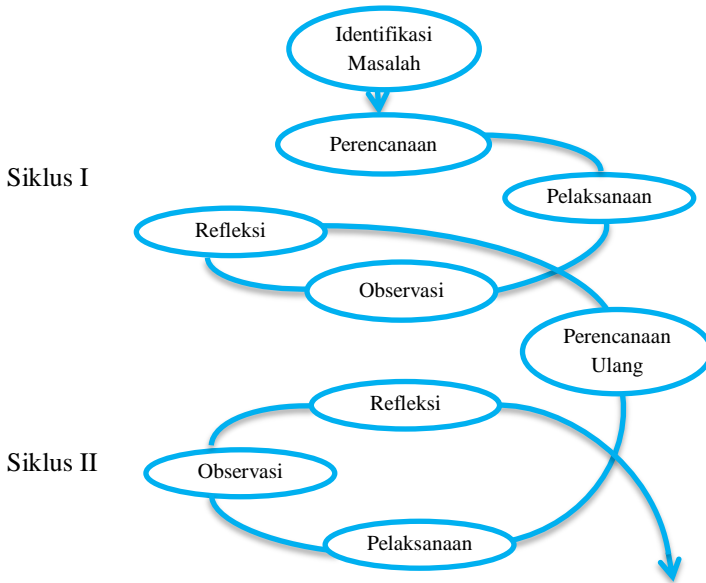 Identifikasi
Masalah
Perencanaan
Siklus I
Pelaksanaan
Refleksi
Observasi
Perencanaan
Ulang
Refleksi
Siklus II
Observasi
Pelaksanaan